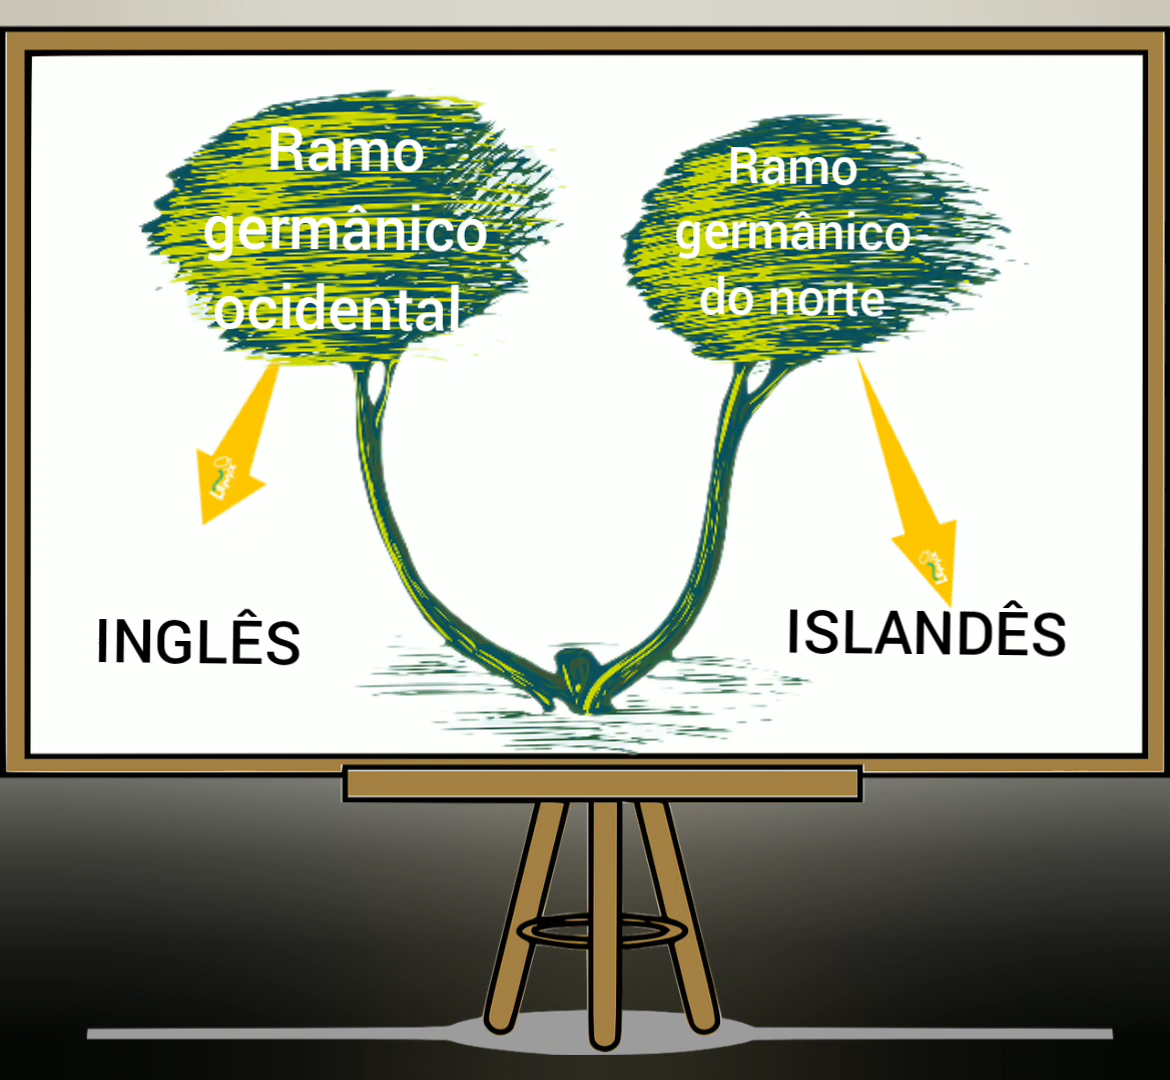 Ramo
germânico
ocidental
Ramo
germânico
do norte
INGLÊS
ISLANDÊS